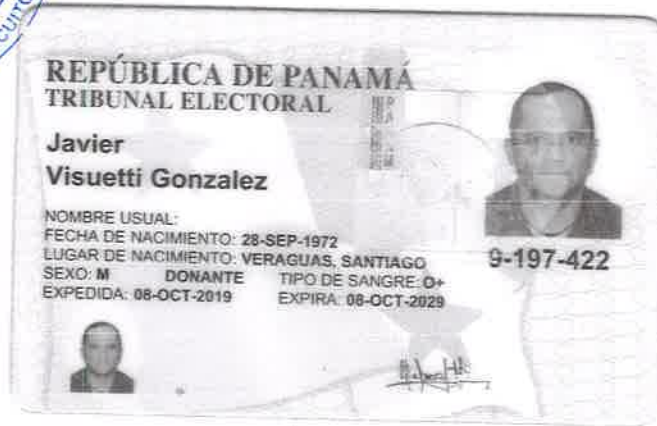 REPÚBLICA DE PANAMÁ
TRIBUNAL ELECTORAL
Javier
Visuetti Gonzalez
NOMBRE USUAL:
FECHA DE NACIMIENTO: 28-SEP-1972
LUGAR DE NACIMIENTO: VERAGUAS, SANTIAGO
SEXO: M DONANTE TIPO DE SANGRE: O+
EXPEDIDA: 08-OCT-2019 EXPIRA: 08-OCT-2029
9-197-422